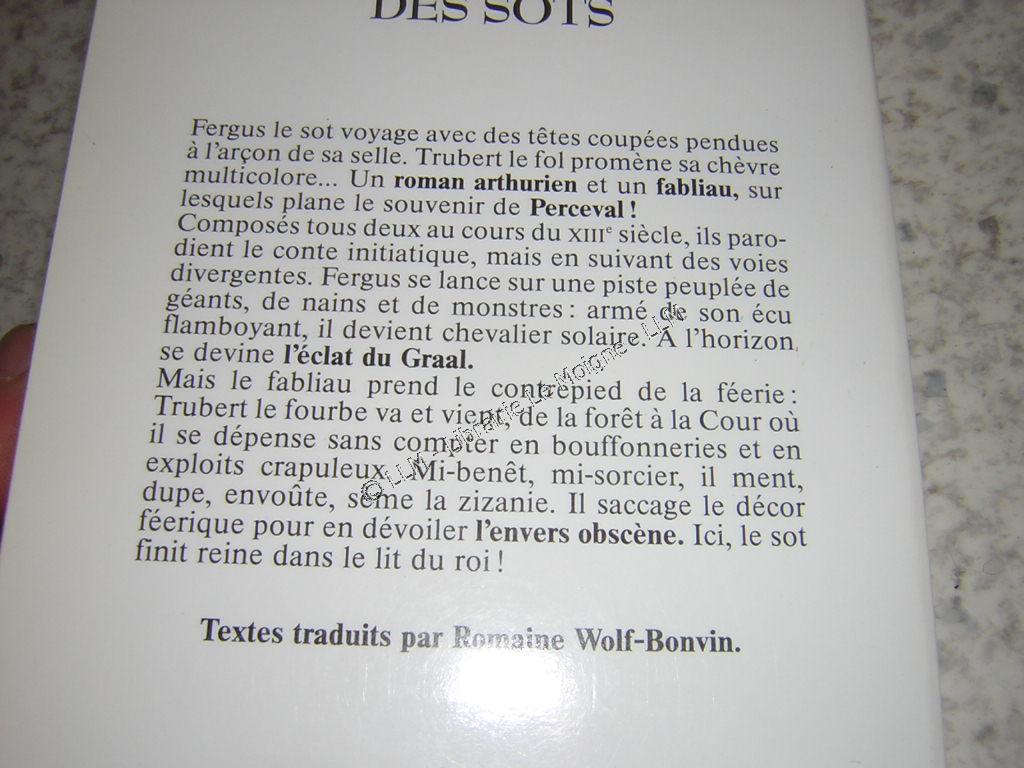 DES SOTS
Fergus le sot voyage avec des têtes coupées pendues
à l'arçon de sa selle. Trubert le fol promène sa chèvre
multicolore... Un roman arthurien et un fabliau, sur
lesquels plane le souvenir de Perceval !
Composés tous deux au cours du XIIIe siècle, ils paro-
dient le conte initiatique, mais en suivant des voies
divergentes. Fergus se lance sur une piste peuplée de
géants, de nains et de monstres : armé de son écu
flamboyant, il devient chevalier solaire. A l'horizon
se devine l'éclat du Graal.
Mais le fabliau prend le contrepied de la féerie :
Trubert le fourbe va et vient, de la forêt à la Cour où
il se dépense sans compter en bouffonneries et en
exploits crapuleux. Mi-benêt, mi-sorcier, il ment,
dupe, envoûte, sème la zizanie. Il saccage le décor
féerique pour en dévoiler l'envers obscène. Ici, le sot
finit reine dans le lit du roi !
Textes traduits par Romaine Wolf-Bonvin.
© LLM - Librairie Le Moigne - LLM